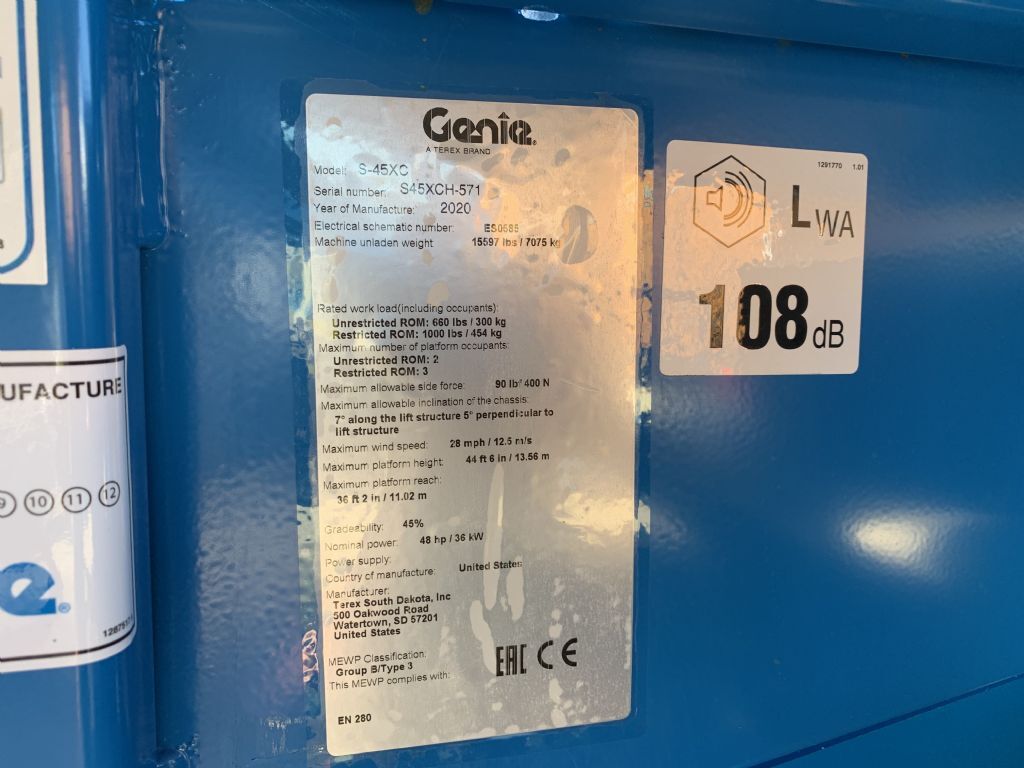 Genie.
A TEREX BRAND
Model: S-45XC
Serial number: S45XCH-571
Year of Manufacture: 2020
Electrical schematic number: ES0585
Machine unladen weight 15597 lbs / 7075 kg
Rated work load(including occupants):
Unrestricted ROM: 660 lbs / 300 kg
Restricted ROM: 1000 lbs / 454 kg
Maximum number of platform occupants:
Unrestricted ROM: 2
Restricted ROM: 3
Maximum allowable side force: 90 lbf 400 N
Maximum allowable inclination of the chassis:
7° along the lift structure 5° perpendicular to
lift structure
Maximum wind speed: 28 mph / 12.5 m/s
Maximum platform height: 44 ft 6 in / 13.56 m
Maximum platform reach:
36 ft 2 in / 11.02 m
Gradeability: 45%
Nominal power: 48 hp / 36 kW
Power supply:
Country of manufacture: United States
Manufacturer:
Terex South Dakota, Inc
500 Oakwood Road
Watertown, SD 57201
United States
MEWP Classification:
Group B/Type 3
This MEWP complies with:
EAC CE
EN 280
1291770 1.01
LWA
108 dB
UFACTURE
9 10 11 12
e.